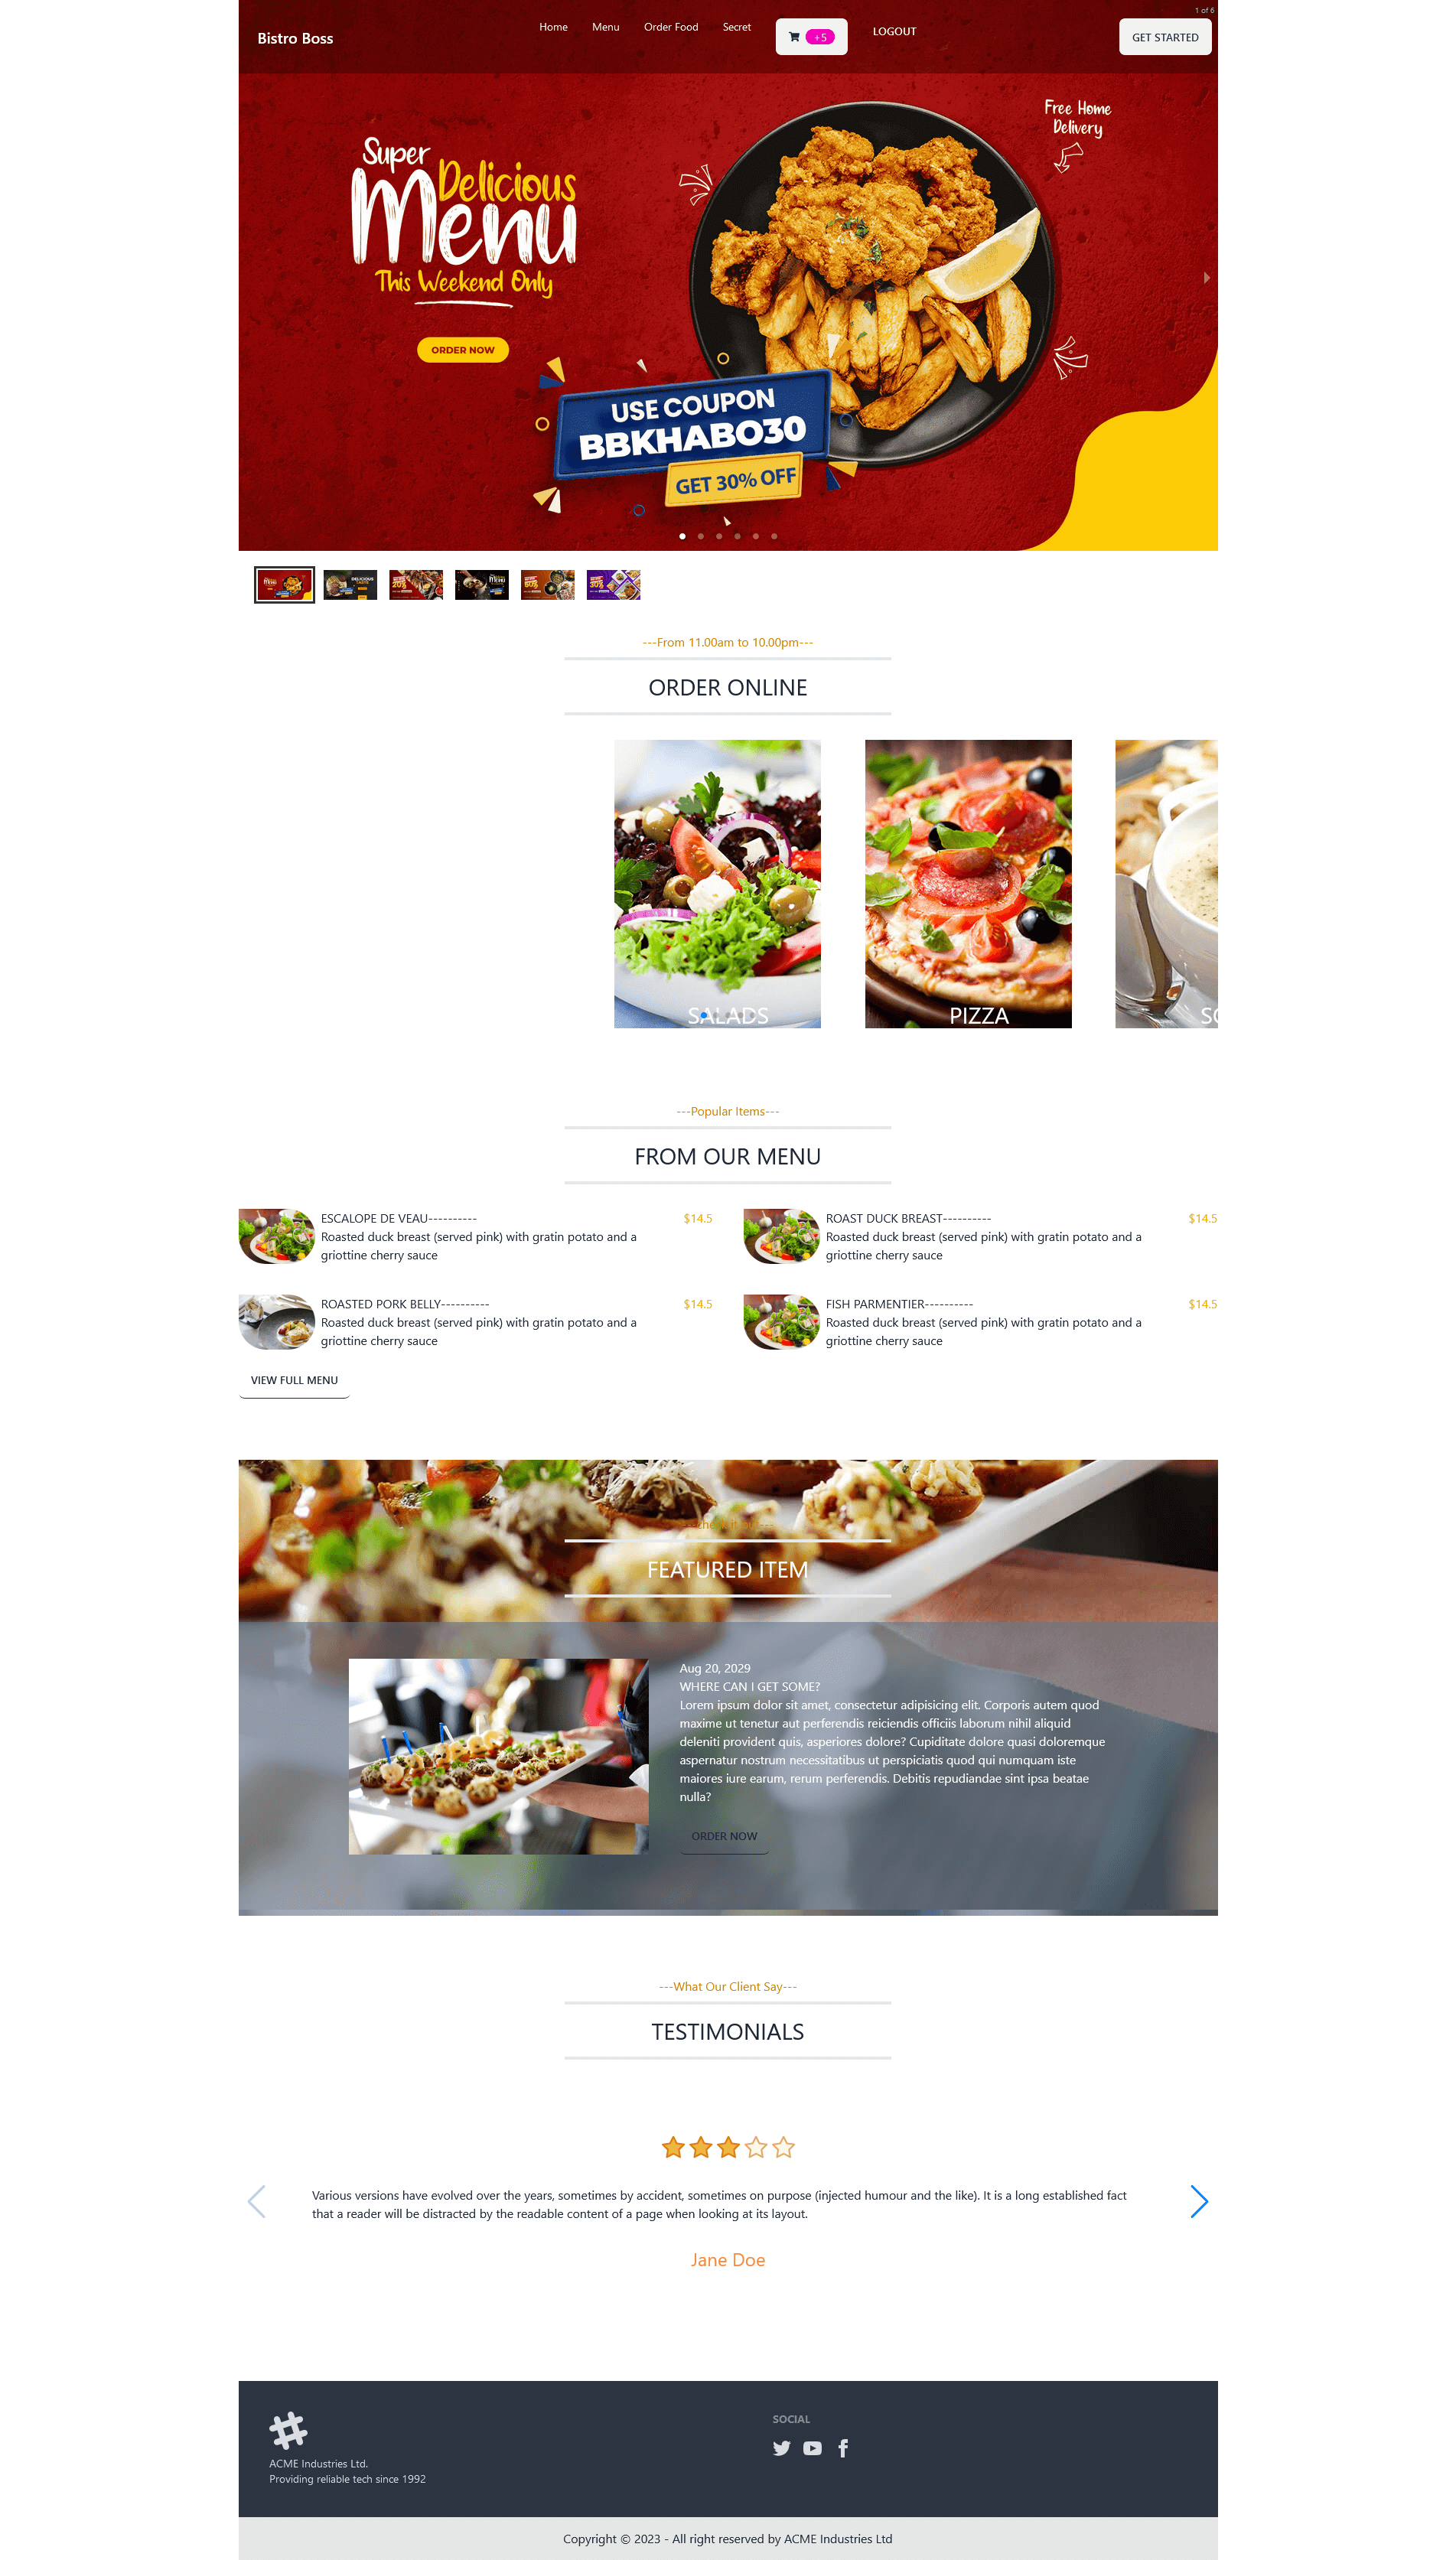 1 of 6
Bistro Boss
Home Menu Order Food Secret +5 LOGOUT GET STARTED
Free Home
Delivery
Super
Delicious
Menu
This Weekend Only
ORDER NOW
USE COUPON
BBKHABO30
GET 30% OFF
---From 11.00am to 10.00pm---
ORDER ONLINE
SALADS PIZZA
---Popular Items---
FROM OUR MENU
ESCALOPE DE VEAU---------- $14.5
Roasted duck breast (served pink) with gratin potato and a
griottine cherry sauce
ROAST DUCK BREAST---------- $14.5
Roasted duck breast (served pink) with gratin potato and a
griottine cherry sauce
ROASTED PORK BELLY---------- $14.5
Roasted duck breast (served pink) with gratin potato and a
griottine cherry sauce
FISH PARMENTIER---------- $14.5
Roasted duck breast (served pink) with gratin potato and a
griottine cherry sauce
VIEW FULL MENU
FEATURED ITEM
Aug 20, 2029
WHERE CAN I GET SOME?
Lorem ipsum dolor sit amet, consectetur adipisicing elit. Corporis autem quod
maxime ut tenetur aut perferendis reiciendis officiis laborum nihil aliquid
deleniti provident quis, asperiores dolore? Cupiditate dolore quasi doloremque
aspernatur nostrum necessitatibus ut perspiciatis quod qui numquam iste
maiores iure earum, rerum perferendis. Debitis repudiandae sint ipsa beatae
nulla?
ORDER NOW
---What Our Client Say---
TESTIMONIALS
Various versions have evolved over the years, sometimes by accident, sometimes on purpose (injected humour and the like). It is a long established fact
that a reader will be distracted by the readable content of a page when looking at its layout.
Jane Doe
ACME Industries Ltd.
Providing reliable tech since 1992
SOCIAL
Copyright © 2023 - All right reserved by ACME Industries Ltd